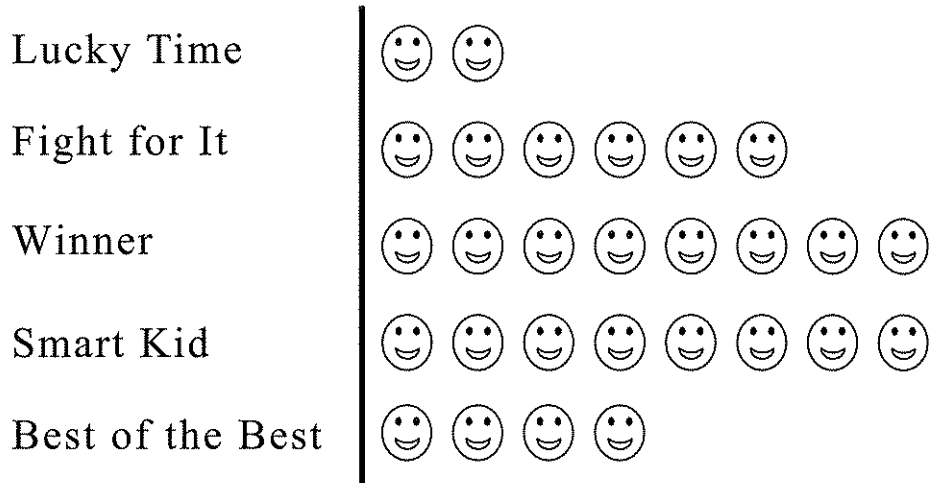 Lucky Time
Fight for It
Winner
Smart Kid
Best of the Best